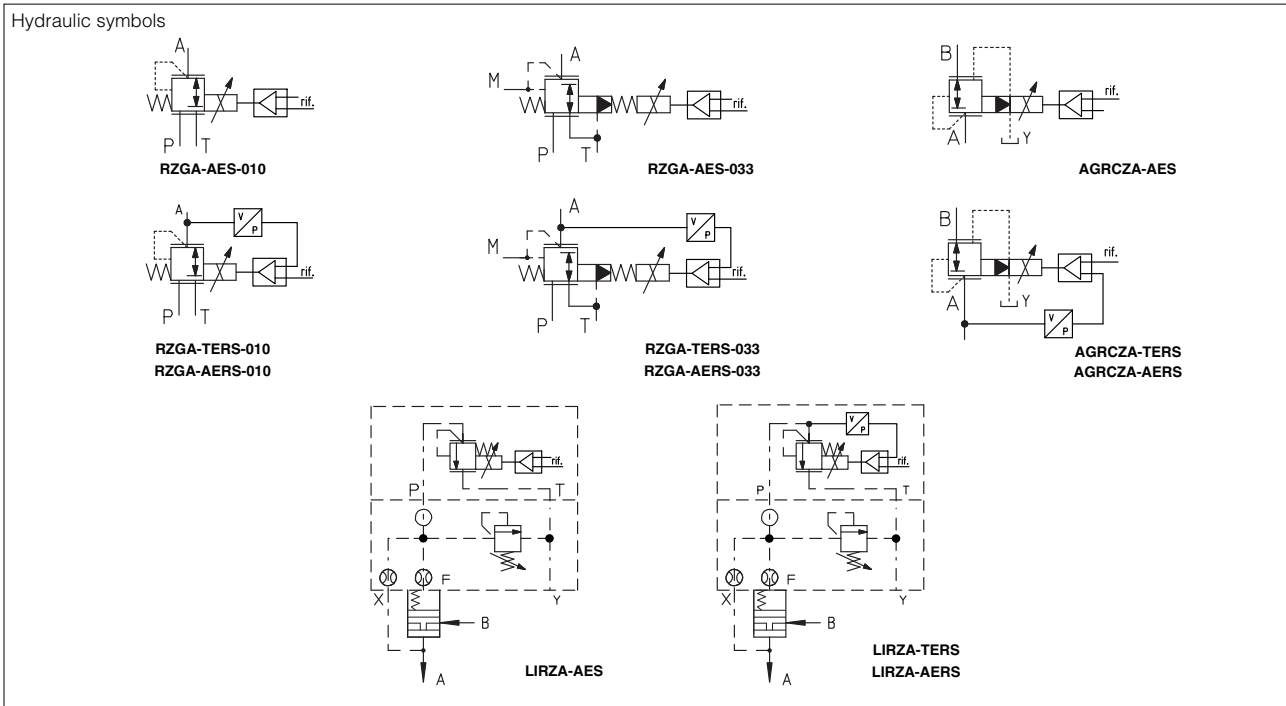 Hydraulic symbols
A
rif.
P T
RZGA-AES-010
A
M
rif.
P
T
RZGA-AES-033
B
rif.
A
Y
AGRCZA-AES
A
V
P
rif.
P T
RZGA-TERS-010
RZGA-AERS-010
A
V
P
M
rif.
P
T
RZGA-TERS-033
RZGA-AERS-033
B
rif.
A
Y
V
P
AGRCZA-TERS
AGRCZA-AERS
rif.
P
T
X
F
Y
B
A
LIRZA-AES
V
P
rif.
P
T
X
F
Y
B
A
LIRZA-TERS
LIRZA-AERS